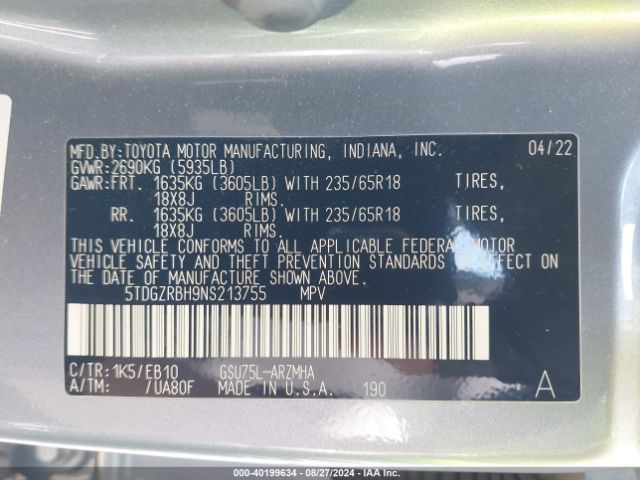 MFD.BY:TOYOTA MOTOR MANUFACTURING, INDIANA, INC. 04/22
GVWR:2690KG (5935LB)
GAWR:FRT. 1635KG (3605LB) WITH 235/65R18 TIRES,
18X8J RIMS.
RR. 1635KG (3605LB) WITH 235/65R18 TIRES,
18X8J RIMS.
THIS VEHICLE CONFORMS TO ALL APPLICABLE FEDERAL MOTOR
VEHICLE SAFETY AND THEFT PREVENTION STANDARDS IN EFFECT ON
THE DATE OF MANUFACTURE SHOWN ABOVE.
5TDGZRBH9NS213755 MPV
C/TR:1K5/EB10 GSU75L-ARZMHA
A/TM: /UA80F MADE IN U.S.A. 190 A
000-40199634 | 08/27/2024 | IAA Inc.